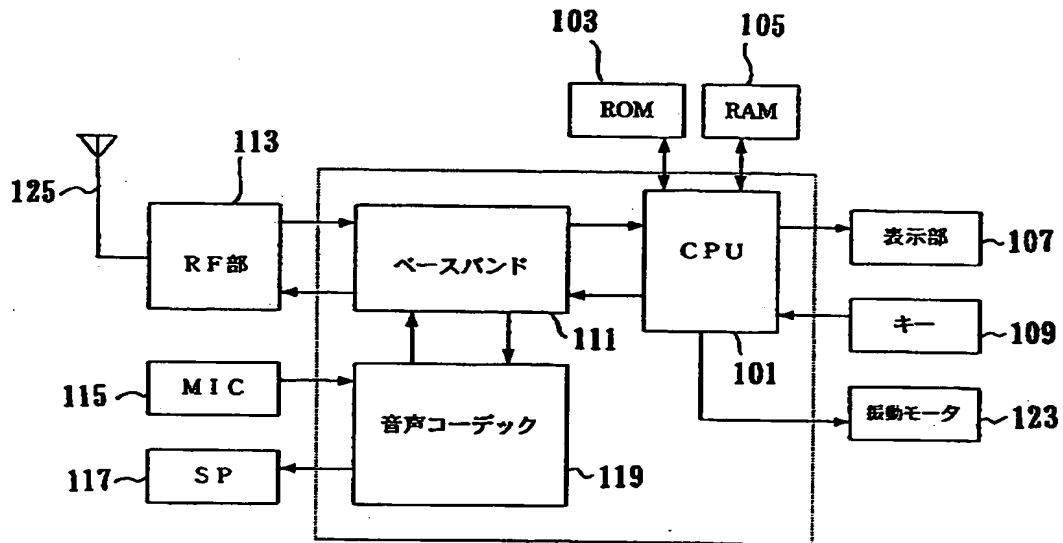 103
105
ROM
RAM
113
125
RF部
ベースバンド
CPU
表示部
107
111
キー
109
101
MIC
115
音声コーデック
振動モータ
123
SP
117
119